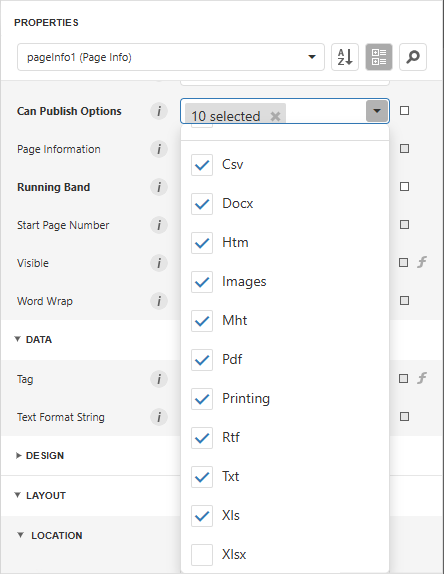 PROPERTIES
pageInfo1 (Page Info)
A
Z
Can Publish Options i 10 selected
Page Information i
Running Band i
Start Page Number i
Visible i f
Word Wrap i
DATA
Tag i f
Text Format String i
DESIGN
LAYOUT
LOCATION
Csv
Docx
Htm
Images
Mht
Pdf
Printing
Rtf
Txt
Xls
Xlsx